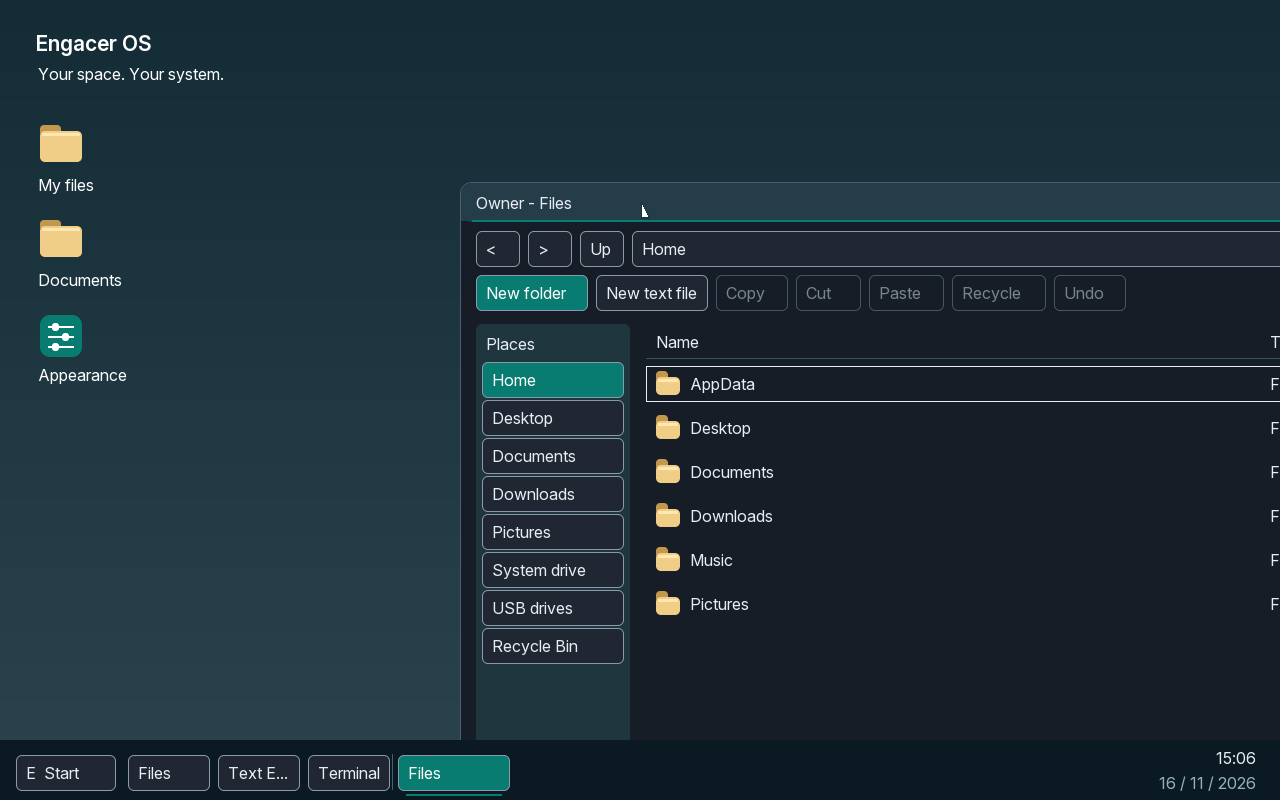 Engacer OS
Your space. Your system.
My files
Documents
Appearance
Owner - Files
< > Up Home
New folder New text file Copy Cut Paste Recycle Undo
Places
Home
Desktop
Documents
Downloads
Pictures
System drive
USB drives
Recycle Bin
Name
AppData
Desktop
Documents
Downloads
Music
Pictures
E Start Files Text E... Terminal Files
15:06
16 / 11 / 2026